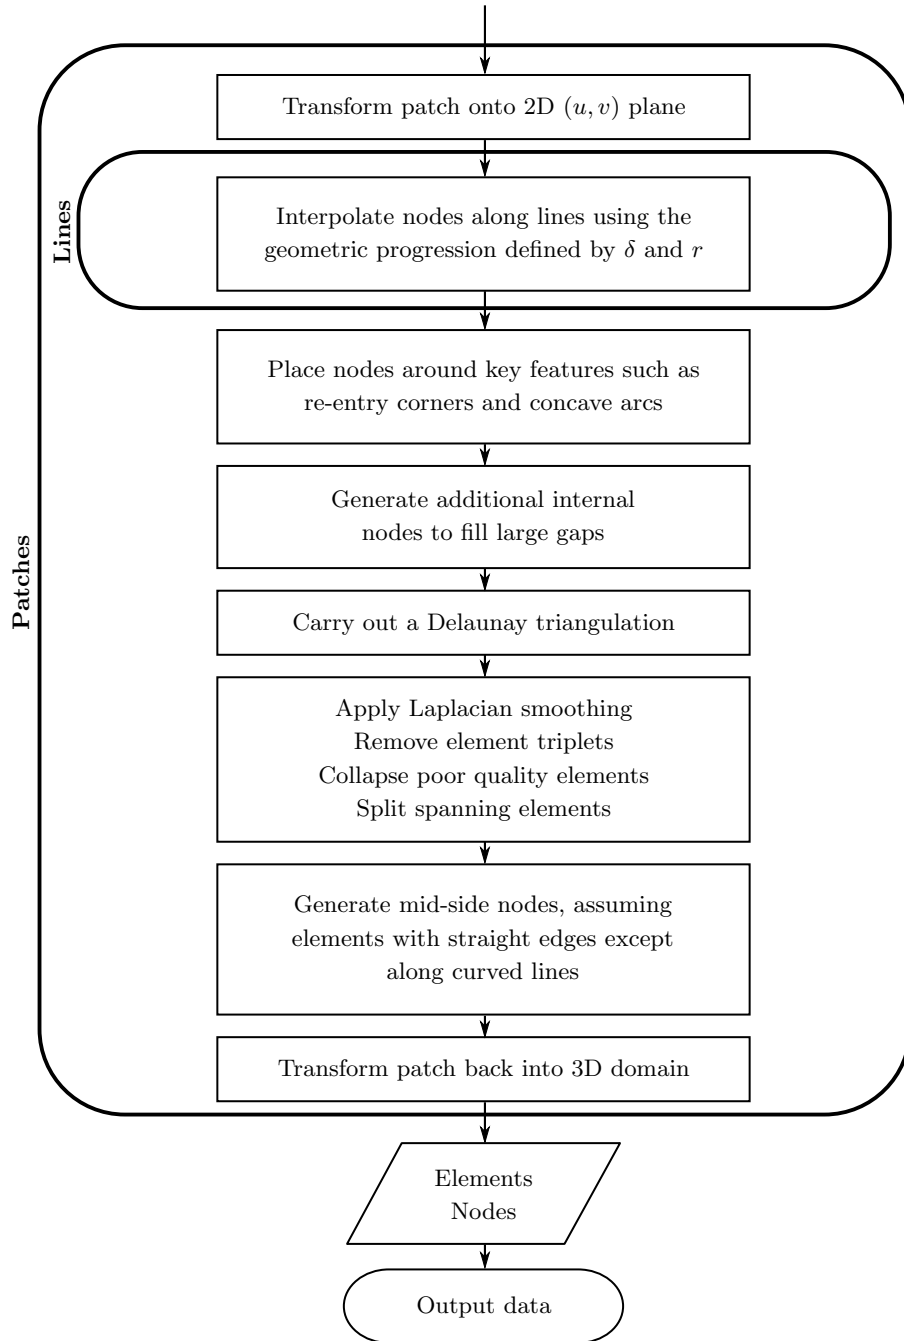 Transform patch onto 2D (u, v) plane
Lines
Interpolate nodes along lines using the
geometric progression defined by δ and r
Place nodes around key features such as
re-entry corners and concave arcs
Generate additional internal
nodes to fill large gaps
Patches
Carry out a Delaunay triangulation
Apply Laplacian smoothing
Remove element triplets
Collapse poor quality elements
Split spanning elements
Generate mid-side nodes, assuming
elements with straight edges except
along curved lines
Transform patch back into 3D domain
Elements
Nodes
Output data